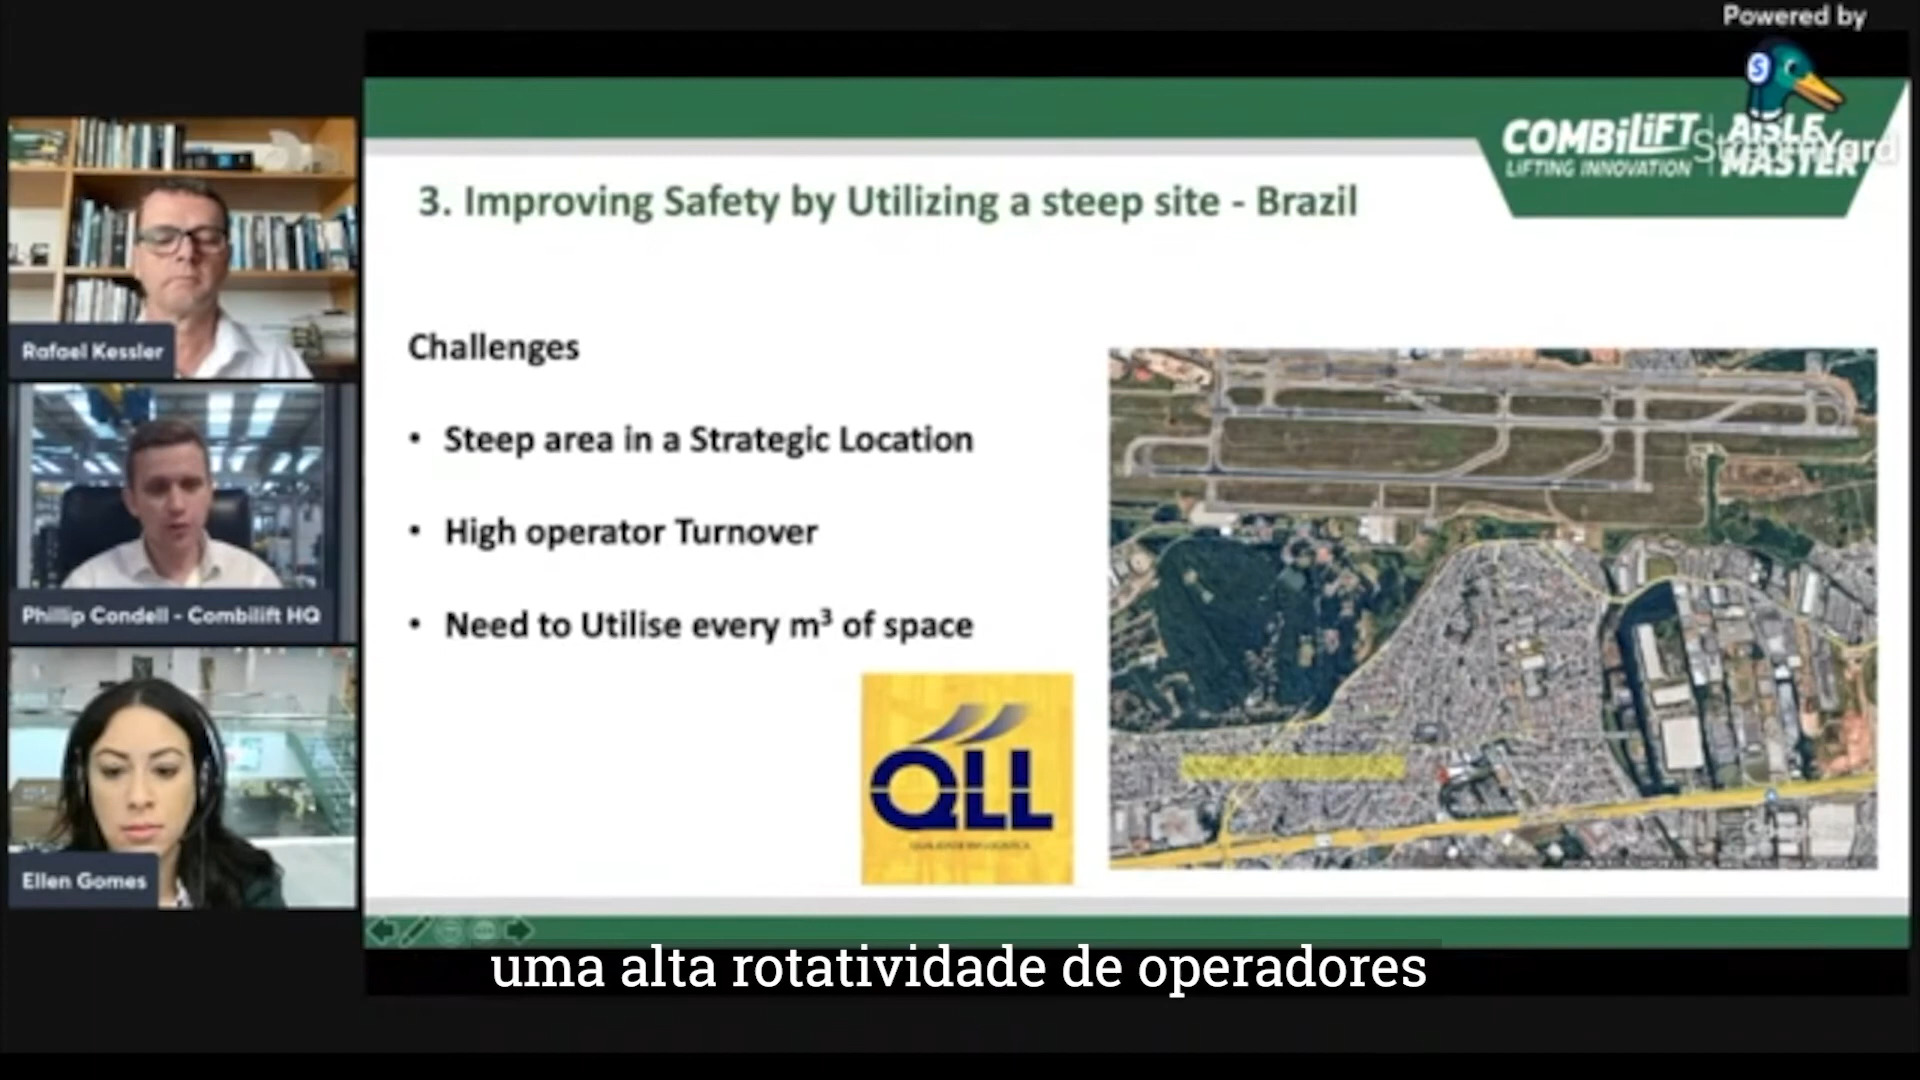 Powered by
StreamYard
COMBiLiFT
LIFTING INNOVATION
AISLE
MASTER
3. Improving Safety by Utilizing a steep site - Brazil
Challenges
• Steep area in a Strategic Location
• High operator Turnover
• Need to Utilise every m³ of space
QLL
Rafael Kessler
Phillip Condell - Combilift HQ
Ellen Gomes
uma alta rotatividade de operadores